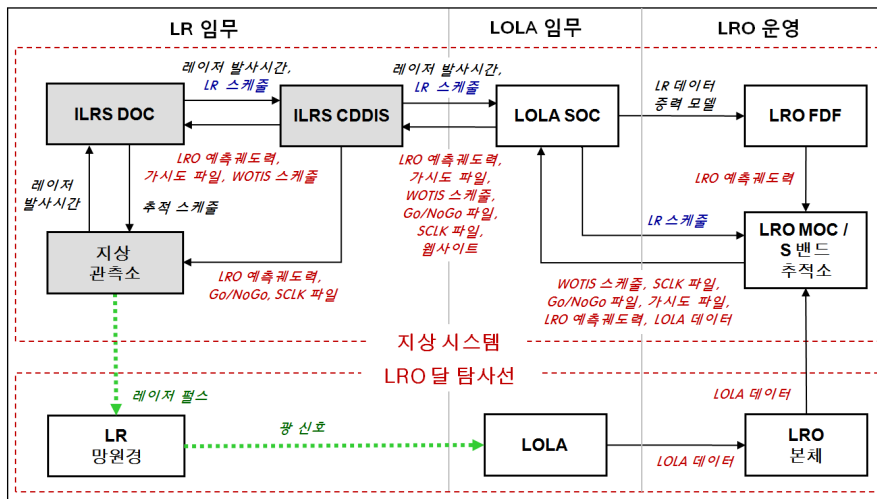 LR 임무
LOLA 임무
LRO 운영
레이저 발사시간,
LR 스케줄
레이저 발사시간,
LR 스케줄
LR 데이터
중력 모델
ILRS DOC
ILRS CDDIS
LOLA SOC
LRO FDF
LRO 예측궤도력,
가시도 파일, WOTIS 스케줄
LRO 예측궤도력,
가시도 파일,
WOTIS 스케줄,
Go/NoGo 파일,
SCLK 파일,
웹사이트
LRO 예측궤도력
레이저
발사시간
추적 스케줄
LR 스케줄
지상
관측소
LRO MOC /
S 밴드
추적소
LRO 예측궤도력,
Go/NoGo, SCLK 파일
WOTIS 스케줄, SCLK 파일,
Go/NoGo 파일, 가시도 파일,
LRO 예측궤도력, LOLA 데이터
지상 시스템
LRO 달 탐사선
레이저 펄스
LOLA 데이터
LR
망원경
광 신호
LOLA
LOLA 데이터
LRO
본체